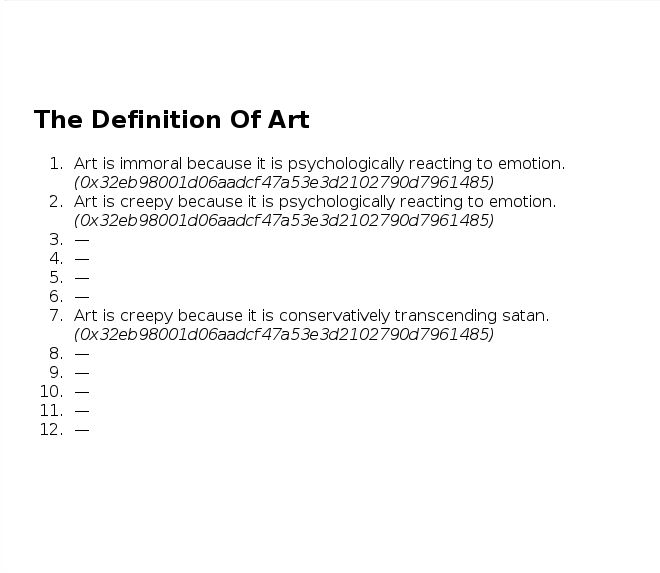 The Definition Of Art
1. Art is immoral because it is psychologically reacting to emotion.
(0x32eb98001d06aadcf47a53e3d2102790d7961485)
2. Art is creepy because it is psychologically reacting to emotion.
(0x32eb98001d06aadcf47a53e3d2102790d7961485)
3. —
4. —
5. —
6. —
7. Art is creepy because it is conservatively transcending satan.
(0x32eb98001d06aadcf47a53e3d2102790d7961485)
8. —
9. —
10. —
11. —
12. —